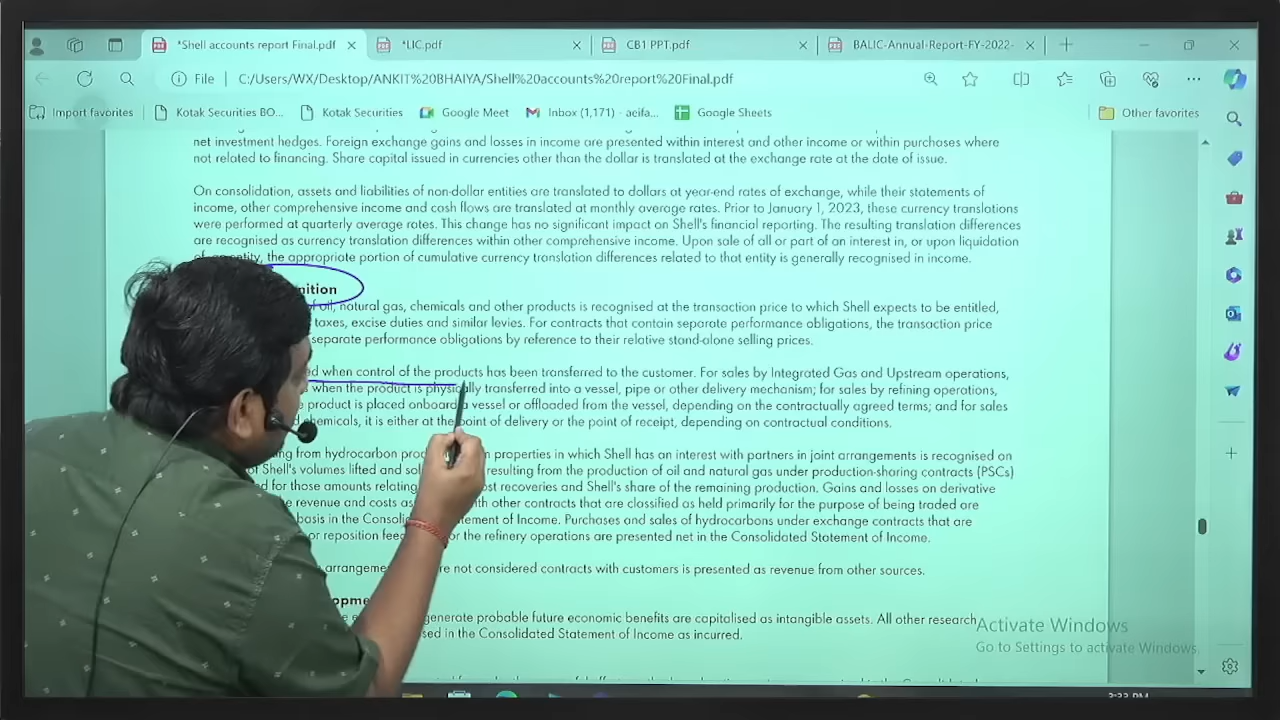 *Shell accounts report Final.pdf
*LIC.pdf
CB1 PPT.pdf
BALIC-Annual-Report-FY-2022-
File
C:/Users/WX/Desktop/ANKIT%20BHAIYA/Shell%20accounts%20report%20Final.pdf
Import favorites
Kotak Securities BO...
Kotak Securities
Google Meet
Inbox (1,171) - aeifa...
Google Sheets
Other favorites
net investment hedges. Foreign exchange gains and losses in income are presented within interest and other income or within purchases where
not related to financing. Share capital issued in currencies other than the dollar is translated at the exchange rate at the date of issue.
On consolidation, assets and liabilities of non-dollar entities are translated to dollars at year-end rates of exchange, while their statements of
income, other comprehensive income and cash flows are translated at monthly average rates. Prior to January 1, 2023, these currency translations
were performed at quarterly average rates. This change has no significant impact on Shell's financial reporting. The resulting translation differences
are recognised as currency translation differences within other comprehensive income. Upon sale of all or part of an interest in, or upon liquidation
entity, the appropriate portion of cumulative currency translation differences related to that entity is generally recognised in income.
nition
oil, natural gas, chemicals and other products is recognised at the transaction price to which Shell expects to be entitled,
taxes, excise duties and similar levies. For contracts that contain separate performance obligations, the transaction price
separate performance obligations by reference to their relative stand-alone selling prices.
ed when control of the products has been transferred to the customer. For sales by Integrated Gas and Upstream operations,
when the product is physically transferred into a vessel, pipe or other delivery mechanism; for sales by refining operations,
product is placed onboard a vessel or offloaded from the vessel, depending on the contractually agreed terms; and for sales
chemicals, it is either at the point of delivery or the point of receipt, depending on contractual conditions.
ng from hydrocarbon properties in which Shell has an interest with partners in joint arrangements is recognised on
of Shell's volumes lifted and resulting from the production of oil and natural gas under production-sharing contracts (PSCs)
ed for those amounts relating recoveries and Shell's share of the remaining production. Gains and losses on derivative
revenue and costs other contracts that are classified as held primarily for the purpose of being traded are
basis in the of Income. Purchases and sales of hydrocarbons under exchange contracts that are
or reposition the refinery operations are presented net in the Consolidated Statement of Income.
not considered contracts with customers is presented as revenue from other sources.
generate probable future economic benefits are capitalised as intangible assets. All other research
in the Consolidated Statement of Income as incurred.
Activate Windows
Go to Settings to activate Windows.
3:33 PM